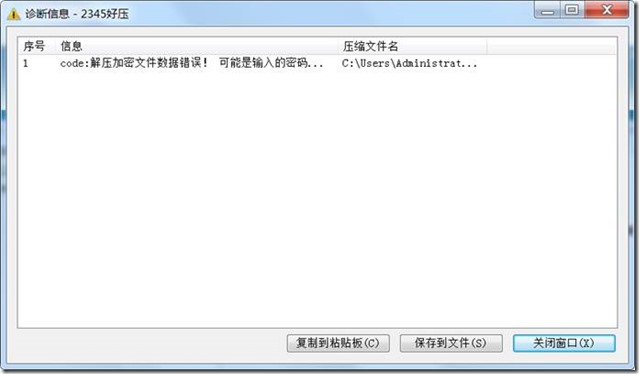 诊断信息 - 2345好压
序号 信息 压缩文件名
1 code:解压加密文件数据错误! 可能是输入的密码... C:\Users\Administrat...
复制到粘贴板(C) 保存到文件(S) 关闭窗口(X)